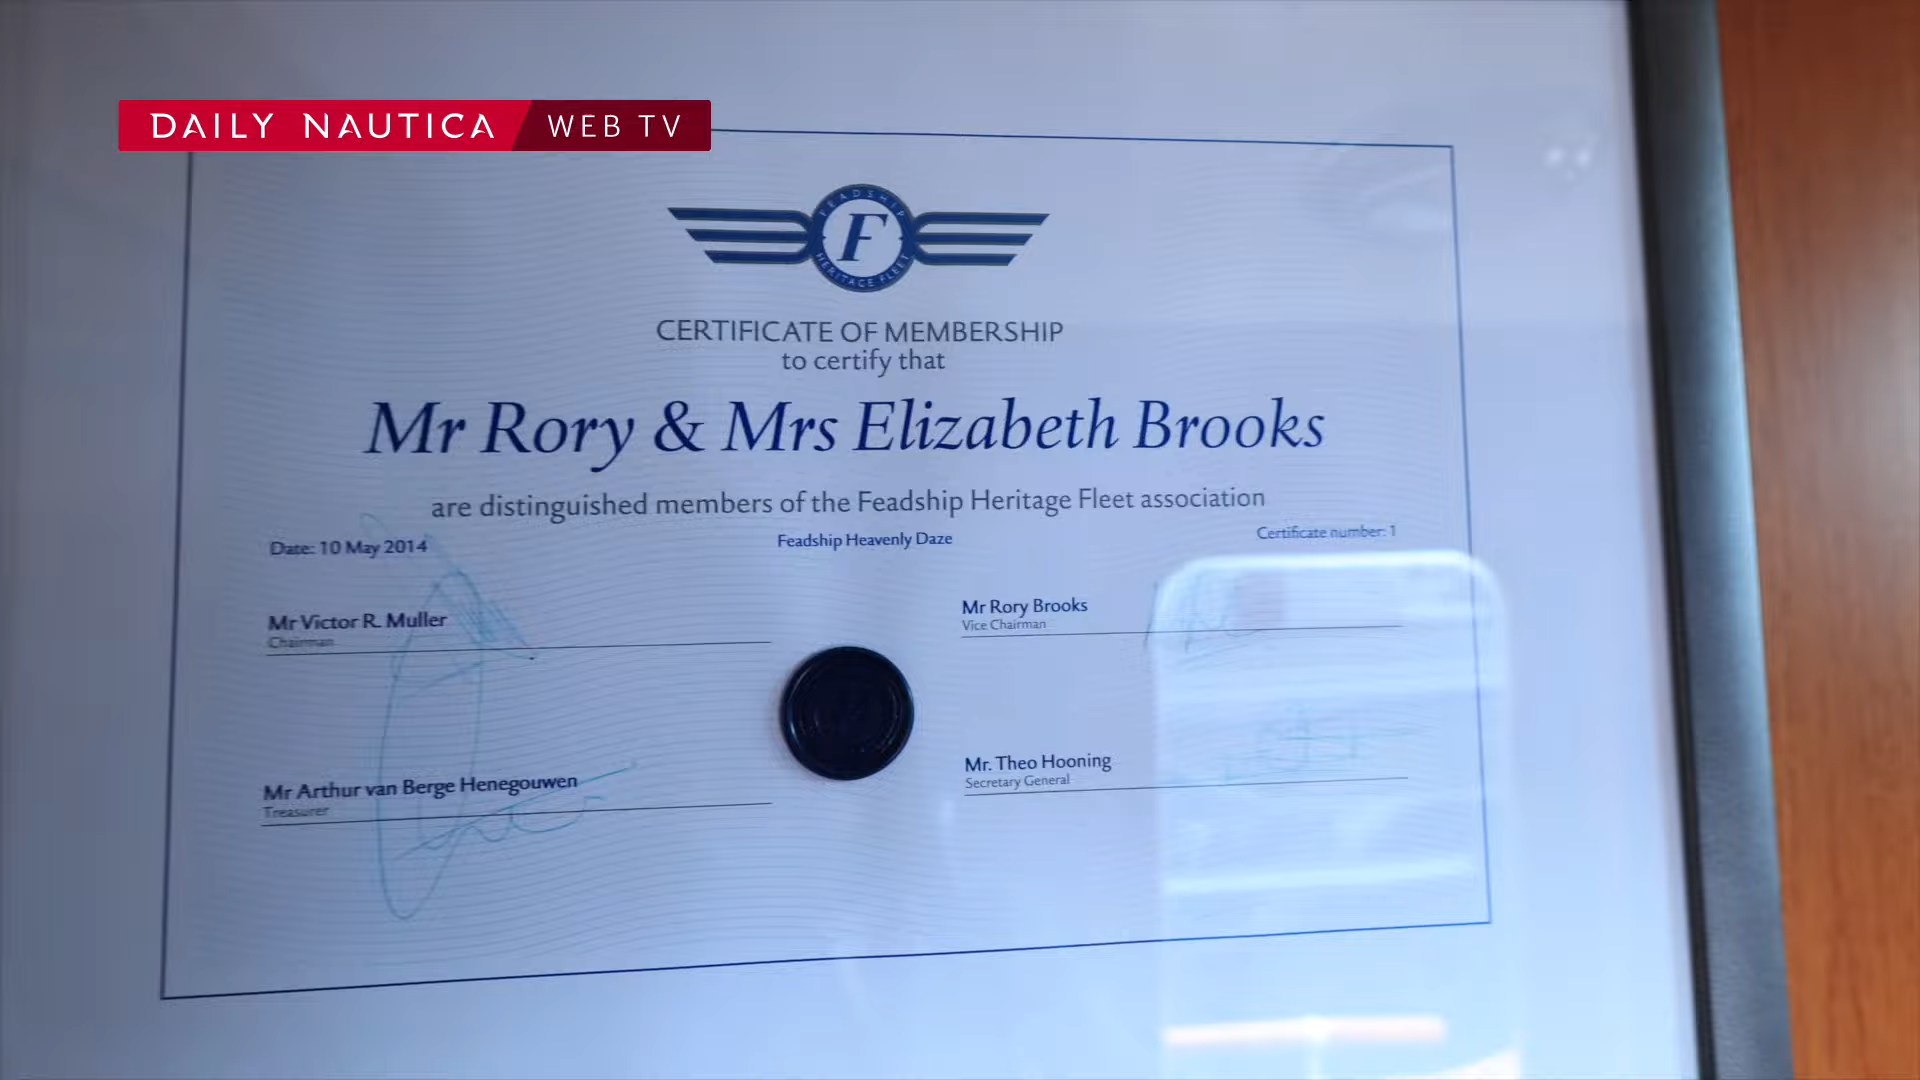 DAILY NAUTICA WEB TV
FEADSHIP
F
HERITAGE FLEET
CERTIFICATE OF MEMBERSHIP
to certify that
Mr Rory & Mrs Elizabeth Brooks
are distinguished members of the Feadship Heritage Fleet association
Date: 10 May 2014 Feadship Heavenly Daze Certificate number: 1
Mr Victor R. Muller
Chairman
Mr Rory Brooks
Vice Chairman
Mr Arthur van Berge Henegouwen
Treasurer
Mr. Theo Hooning
Secretary General